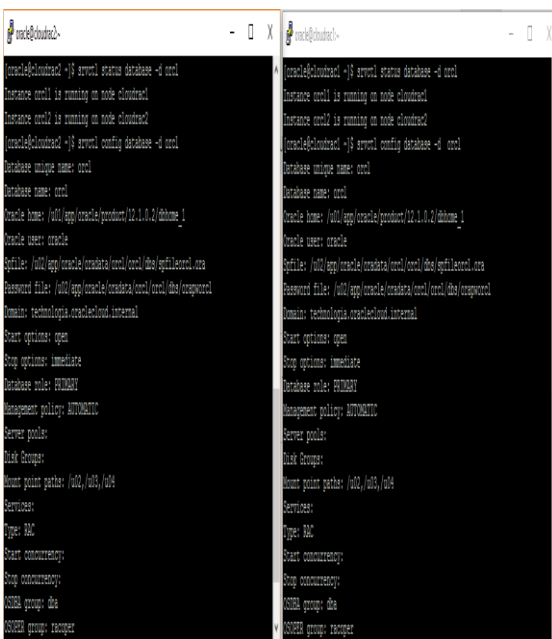 oracle@cloudrac2:~
[oracle@cloudrac2 ~]$ srvctl status database -d orcl
Instance orcl1 is running on node cloudrac1
Instance orcl2 is running on node cloudrac2
[oracle@cloudrac2 ~]$ srvctl config database -d orcl
Database unique name: orcl
Database name: orcl
Oracle home: /u01/app/oracle/product/12.1.0.2/dbhome_1
Oracle user: oracle
Spfile: /u02/app/oracle/oradata/orcl/orcl/dbs/spfileorcl.ora
Password file: /u02/app/oracle/oradata/orcl/orcl/dbs/orapworcl
Domain: technologia.oraclecloud.internal
Start options: open
Stop options: immediate
Database role: PRIMARY
Management policy: AUTOMATIC
Server pools:
Disk Groups:
Mount point paths: /u02,/u03,/u04
Services:
Type: RAC
Start concurrency:
Stop concurrency:
OSDBA group: dba
OSOPER group: racoper
oracle@cloudrac1:~
[oracle@cloudrac1 ~]$ srvctl status database -d orcl
Instance orcl1 is running on node cloudrac1
Instance orcl2 is running on node cloudrac2
[oracle@cloudrac1 ~]$ srvctl config database -d  orcl
Database unique name: orcl
Database name: orcl
Oracle home: /u01/app/oracle/product/12.1.0.2/dbhome_1
Oracle user: oracle
Spfile: /u02/app/oracle/oradata/orcl/orcl/dbs/spfileorcl.ora
Password file: /u02/app/oracle/oradata/orcl/orcl/dbs/orapworcl
Domain: technologia.oraclecloud.internal
Start options: open
Stop options: immediate
Database role: PRIMARY
Management policy: AUTOMATIC
Server pools:
Disk Groups:
Mount point paths: /u02,/u03,/u04
Services:
Type: RAC
Start concurrency:
Stop concurrency:
OSDBA group: dba
OSOPER group: racoper